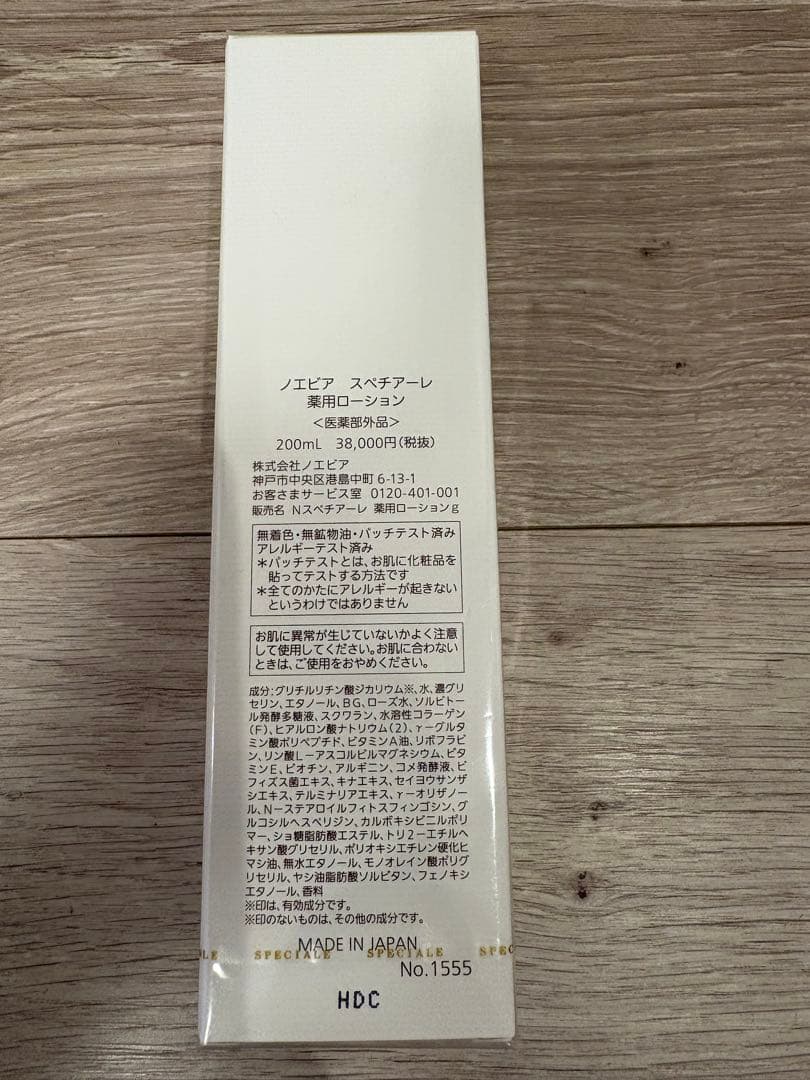 ノエビア　スペチアーレ
薬用ローション
＜医薬部外品＞
200mL　38,000円(税抜)
株式会社ノエビア
神戸市中央区港島中町6-13-1
お客さまサービス室 0120-401-001
販売名 Nスペチアーレ 薬用ローションg
無着色・無鉱物油・パッチテスト済み
アレルギーテスト済み
＊パッチテストとは、お肌に化粧品を
貼ってテストする方法です
＊全てのかたにアレルギーが起きない
というわけではありません
お肌に異常が生じていないかよく注意
して使用してください。お肌に合わない
ときは、ご使用をおやめください。
成分:グリチルリチン酸ジカリウム※、水、濃グリ
セリン、エタノール、BG、ローズ水、ソルビトー
ル発酵多糖液、スクワラン、水溶性コラーゲン
(F)、ヒアルロン酸ナトリウム(2)、γーグルタ
ミン酸ポリペプチド、ビタミンA油、リボフラビ
ン、リン酸Lーアスコルビルマグネシウム、ビタ
ミンE、ビオチン、アルギニン、コメ発酵液、ビ
フィズス菌エキス、キナエキス、セイヨウサンザ
シエキス、テルミナリアエキス、γーオリザノー
ル、Nーステアロイルフィトスフィンゴシン、グ
ルコシルヘスペリジン、カルボキシビニルポリ
マー、ショ糖脂肪酸エステル、トリ2ーエチルヘ
キサン酸グリセリル、ポリオキシエチレン硬化ヒ
マシ油、無水エタノール、モノオレイン酸ポリグ
リセリル、ヤシ油脂肪酸ソルビタン、フェノキシ
エタノール、香料
※印は、有効成分です。
※印のないものは、その他の成分です。
MADE IN JAPAN
LE SPECIALE SPECIALE SPE
No.1555
HDC